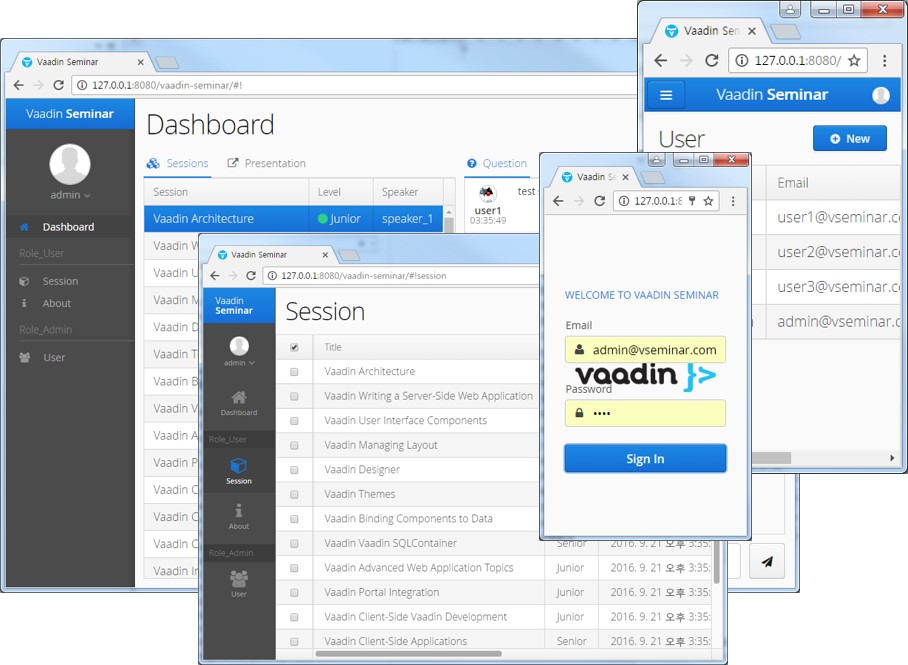 Vaadin Seminar
127.0.0.1:8080/vaadin-seminar/#!
Vaadin Seminar
admin
Dashboard
Role_User
Session
About
Role_Admin
User
Dashboard
Sessions
Presentation
Question
Session Level Speaker
Vaadin Architecture Junior speaker_1
user1
03:35:49
test
Vaadin
Vaadin
Vaadin
Vaadin
Vaadin
Vaadin
Vaadin
Vaadin
Vaadin
Vaadin
Vaadin
Vaadin
Vaadin
Vaadin Seminar
127.0.0.1:8080/vaadin-seminar/#!session
Vaadin
Seminar
admin
Dashboard
Role_User
Session
About
Role_Admin
User
Session
Title
Vaadin Architecture
Vaadin Writing a Server-Side Web Application
Vaadin User Interface Components
Vaadin Managing Layout
Vaadin Designer
Vaadin Themes
Vaadin Binding Components to Data
Vaadin Vaadin SQLContainer Senior 2016. 9. 21 오후 3:35:
Vaadin Advanced Web Application Topics Junior 2016. 9. 21 오후 3:35:
Vaadin Portal Integration Junior 2016. 9. 21 오후 3:35:
Vaadin Client-Side Vaadin Development Junior 2016. 9. 21 오후 3:35:
Vaadin Client-Side Applications Senior 2016. 9. 21 오후 3:35:
Vaadin Se
127.0.0.1:8
WELCOME TO VAADIN SEMINAR
Email
admin@vseminar.com
vaadin }>
Password
••••
Sign In
Vaadin Sem
127.0.0.1:8080/
Vaadin Seminar
User
New
Email
user1@vseminar.c
user2@vseminar.c
user3@vseminar.c
admin@vseminar.c